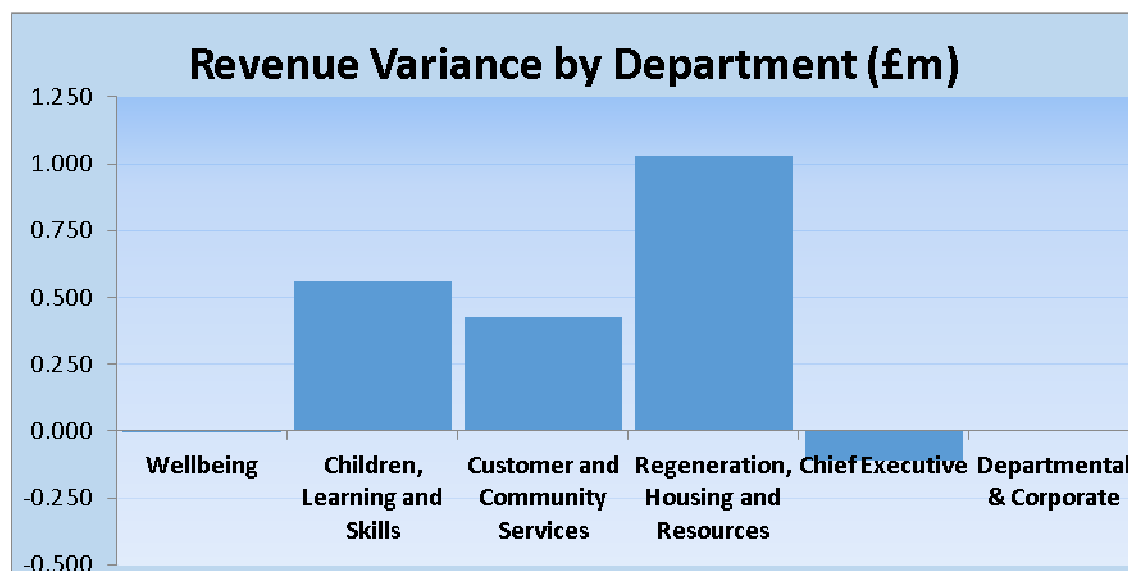 Revenue Variance by Department (£m)
1.250
1.000
0.750
0.500
0.250
0.000
-0.250
-0.500
Wellbeing
Children,
Learning and
Skills
Customer and
Community
Services
Regeneration,
Housing and
Resources
Chief Executive
Departmental
& Corporate